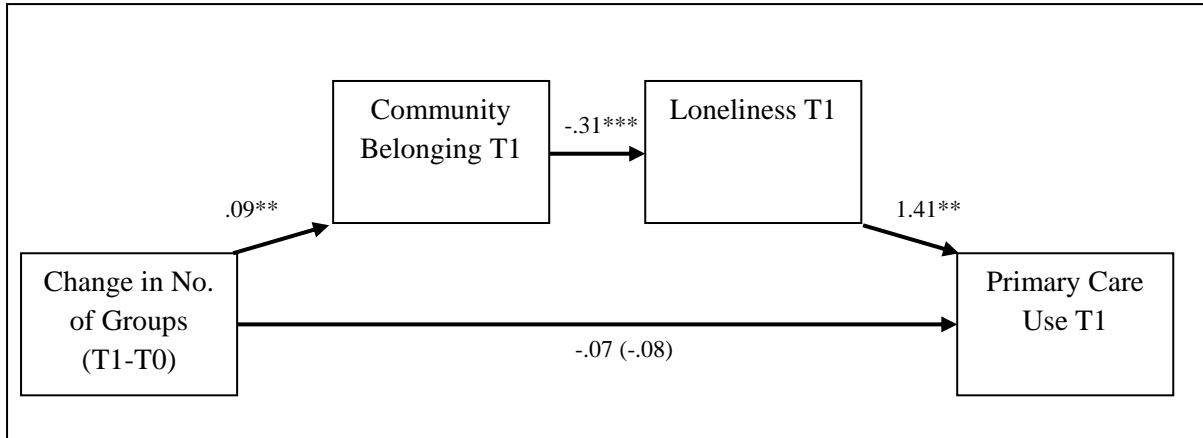 Community
Belonging T1
-.31***
Loneliness T1
.09**
1.41**
Change in No.
of Groups
(T1-T0)
-.07 (-.08)
Primary Care
Use T1